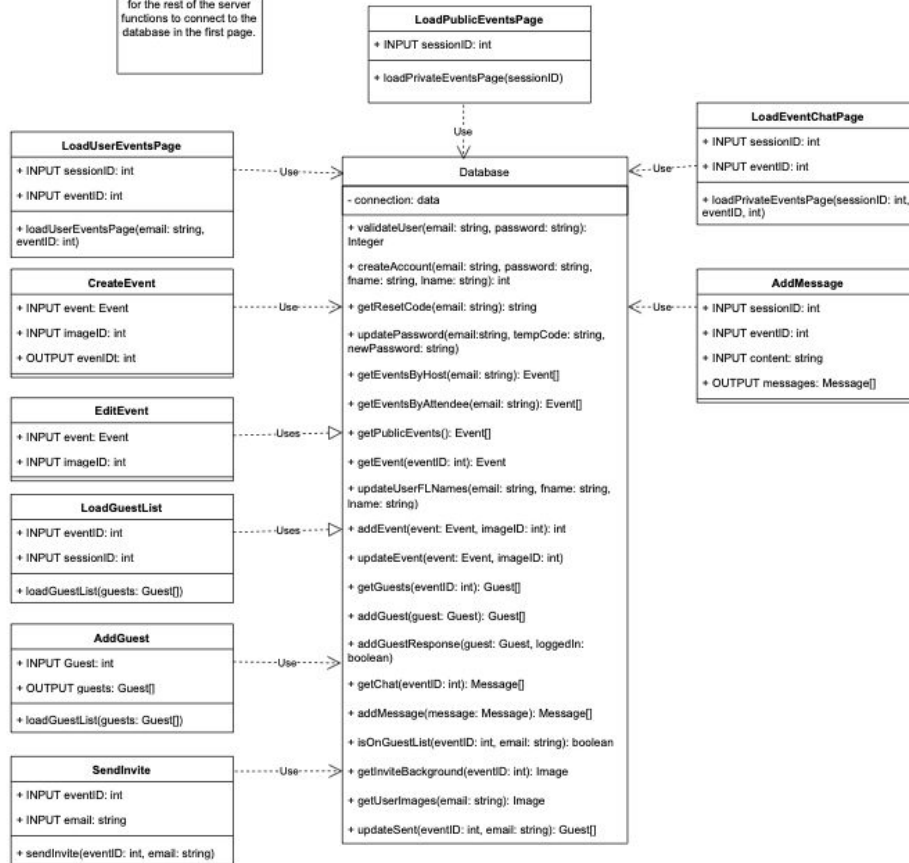 for the rest of the server
functions to connect to the
database in the first page.
LoadPublicEventsPage
+ INPUT sessionID: int
+ loadPrivateEventsPage(sessionID)
Use
LoadUserEventsPage
+ INPUT sessionID: int
+ INPUT eventID: int
+ loadUserEventsPage(email: string,
eventID: int)
Use
CreateEvent
+ INPUT event: Event
+ INPUT imageID: int
+ OUTPUT evenIDt: int
Use
EditEvent
+ INPUT event: Event
+ INPUT imageID: int
Uses
LoadGuestList
+ INPUT eventID: int
+ INPUT sessionID: int
+ loadGuestList(guests: Guest[])
Uses
AddGuest
+ INPUT Guest: int
+ OUTPUT guests: Guest[]
+ loadGuestList(guests: Guest[])
Use
SendInvite
+ INPUT eventID: int
+ INPUT email: string
+ sendInvite(eventID: int, email: string)
Use
Database
- connection: data
+ validateUser(email: string, password: string):
Integer
+ createAccount(email: string, password: string,
fname: string, lname: string): int
+ getResetCode(email: string): string
+ updatePassword(email:string, tempCode: string,
newPassword: string)
+ getEventsByHost(email: string): Event[]
+ getEventsByAttendee(email: string): Event[]
+ getPublicEvents(): Event[]
+ getEvent(eventID: int): Event
+ updateUserFLNames(email: string, fname: string,
lname: string)
+ addEvent(event: Event, imageID: int): int
+ updateEvent(event: Event, imageID: int)
+ getGuests(eventID: int): Guest[]
+ addGuest(guest: Guest): Guest[]
+ addGuestResponse(guest: Guest, loggedIn:
boolean)
+ getChat(eventID: int): Message[]
+ addMessage(message: Message): Message[]
+ isOnGuestList(eventID: int, email: string): boolean
+ getInviteBackground(eventID: int): Image
+ getUserImages(email: string): Image
+ updateSent(eventID: int, email: string): Guest[]
LoadEventChatPage
+ INPUT sessionID: int
+ INPUT eventID: int
+ loadPrivateEventsPage(sessionID: int,
eventID, int)
Use
AddMessage
+ INPUT sessionID: int
+ INPUT eventID: int
+ INPUT content: string
+ OUTPUT messages: Message[]
Use